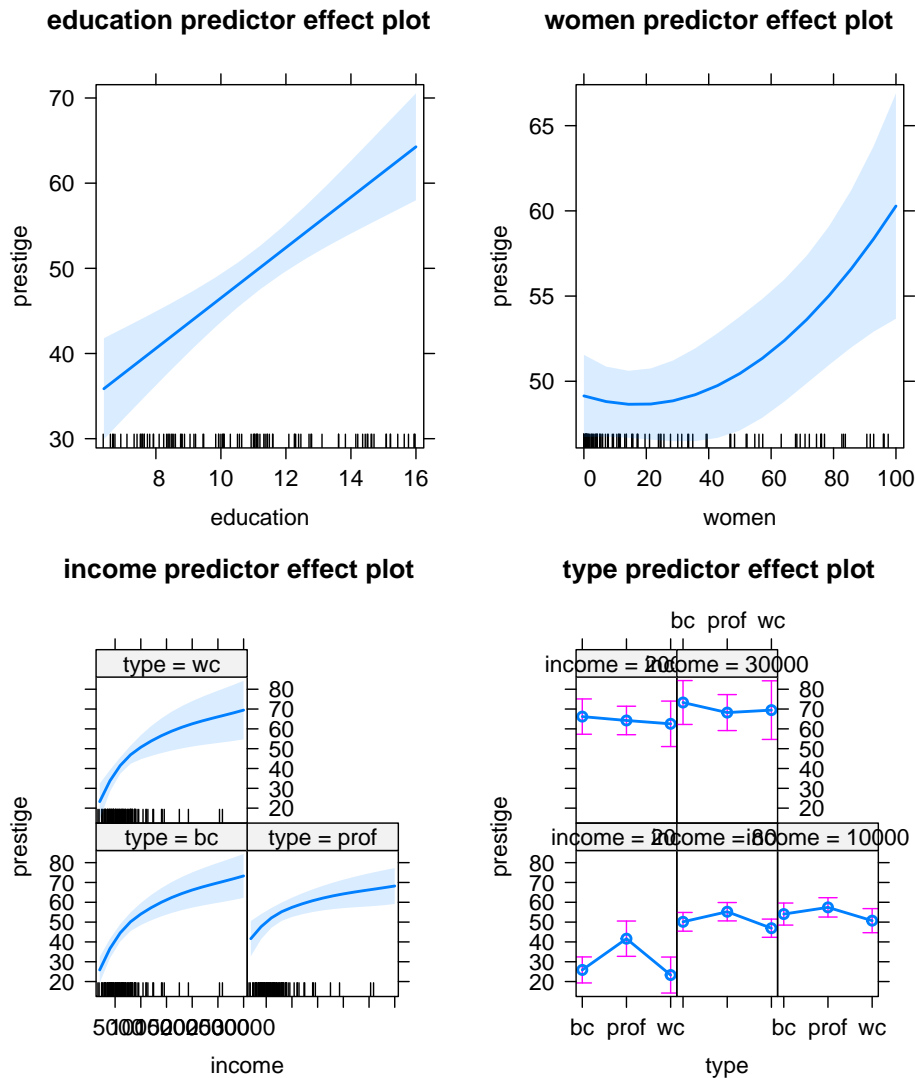 education predictor effect plot
70
60
50
40
30
prestige
8 10 12 14 16
education
women predictor effect plot
65
60
55
50
prestige
0 20 40 60 80 100
women
income predictor effect plot
type = wc
80
70
60
50
40
30
20
type = bc
type = prof
80
70
60
50
40
30
20
prestige
income
type predictor effect plot
bc prof wc
income = 30000
80
70
60
50
40
30
20
income = 10000
80
70
60
50
40
30
20
prestige
bc prof wc
bc prof wc
type